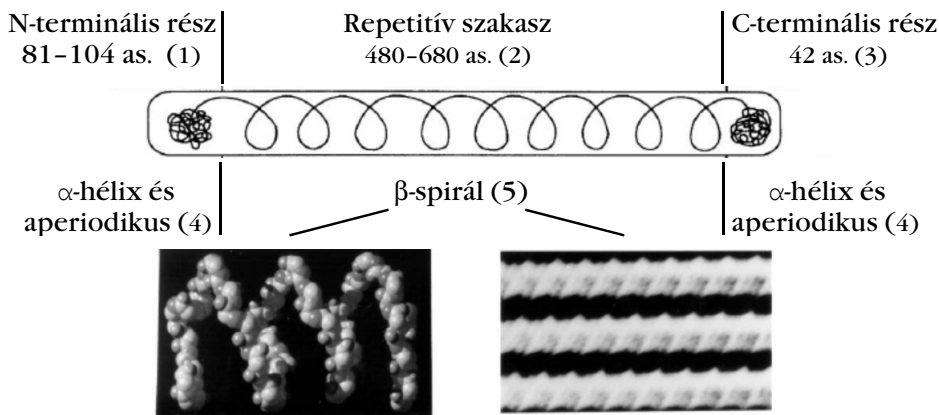 N-terminális rész
81–104 as. (1)
Repetitív szakasz
480–680 as. (2)
C-terminális rész
42 as. (3)
α-hélix és
aperiodikus (4)
β-spirál (5)
α-hélix és
aperiodikus (4)